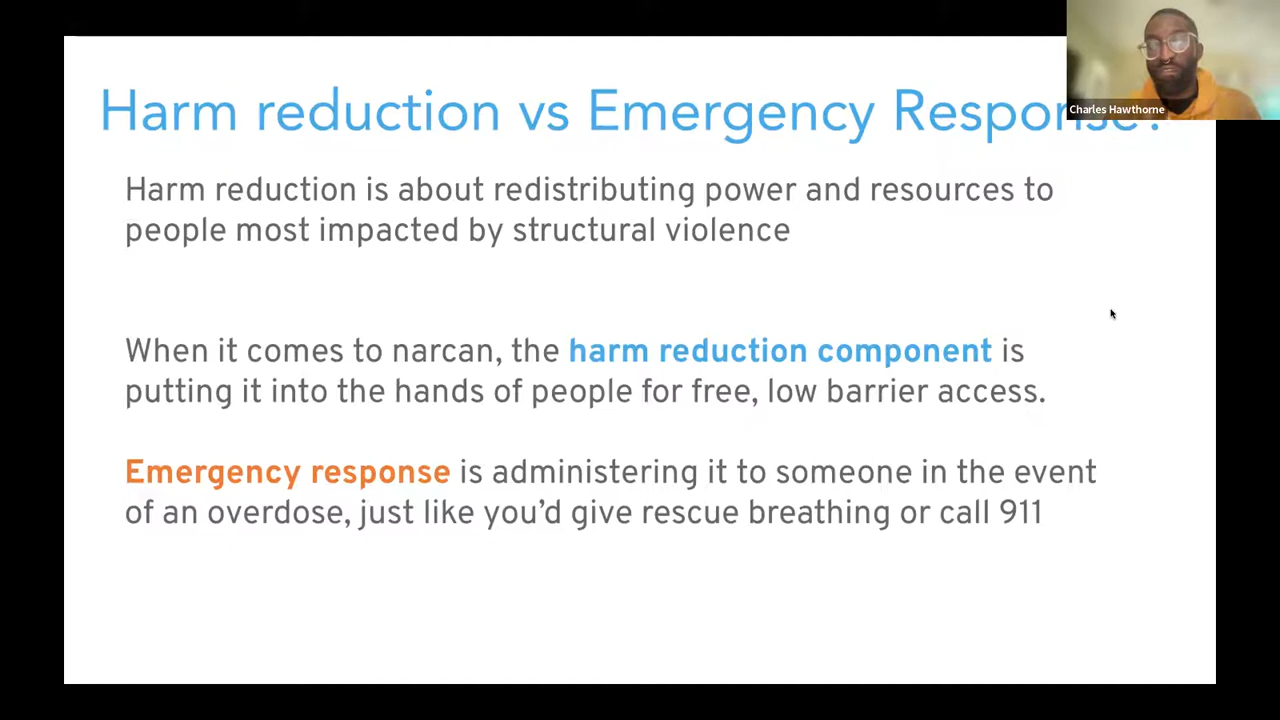 Harm reduction vs Emergency Response?
Charles Hawthorne
Harm reduction is about redistributing power and resources to
people most impacted by structural violence
When it comes to narcan, the harm reduction component is
putting it into the hands of people for free, low barrier access.
Emergency response is administering it to someone in the event
of an overdose, just like you’d give rescue breathing or call 911